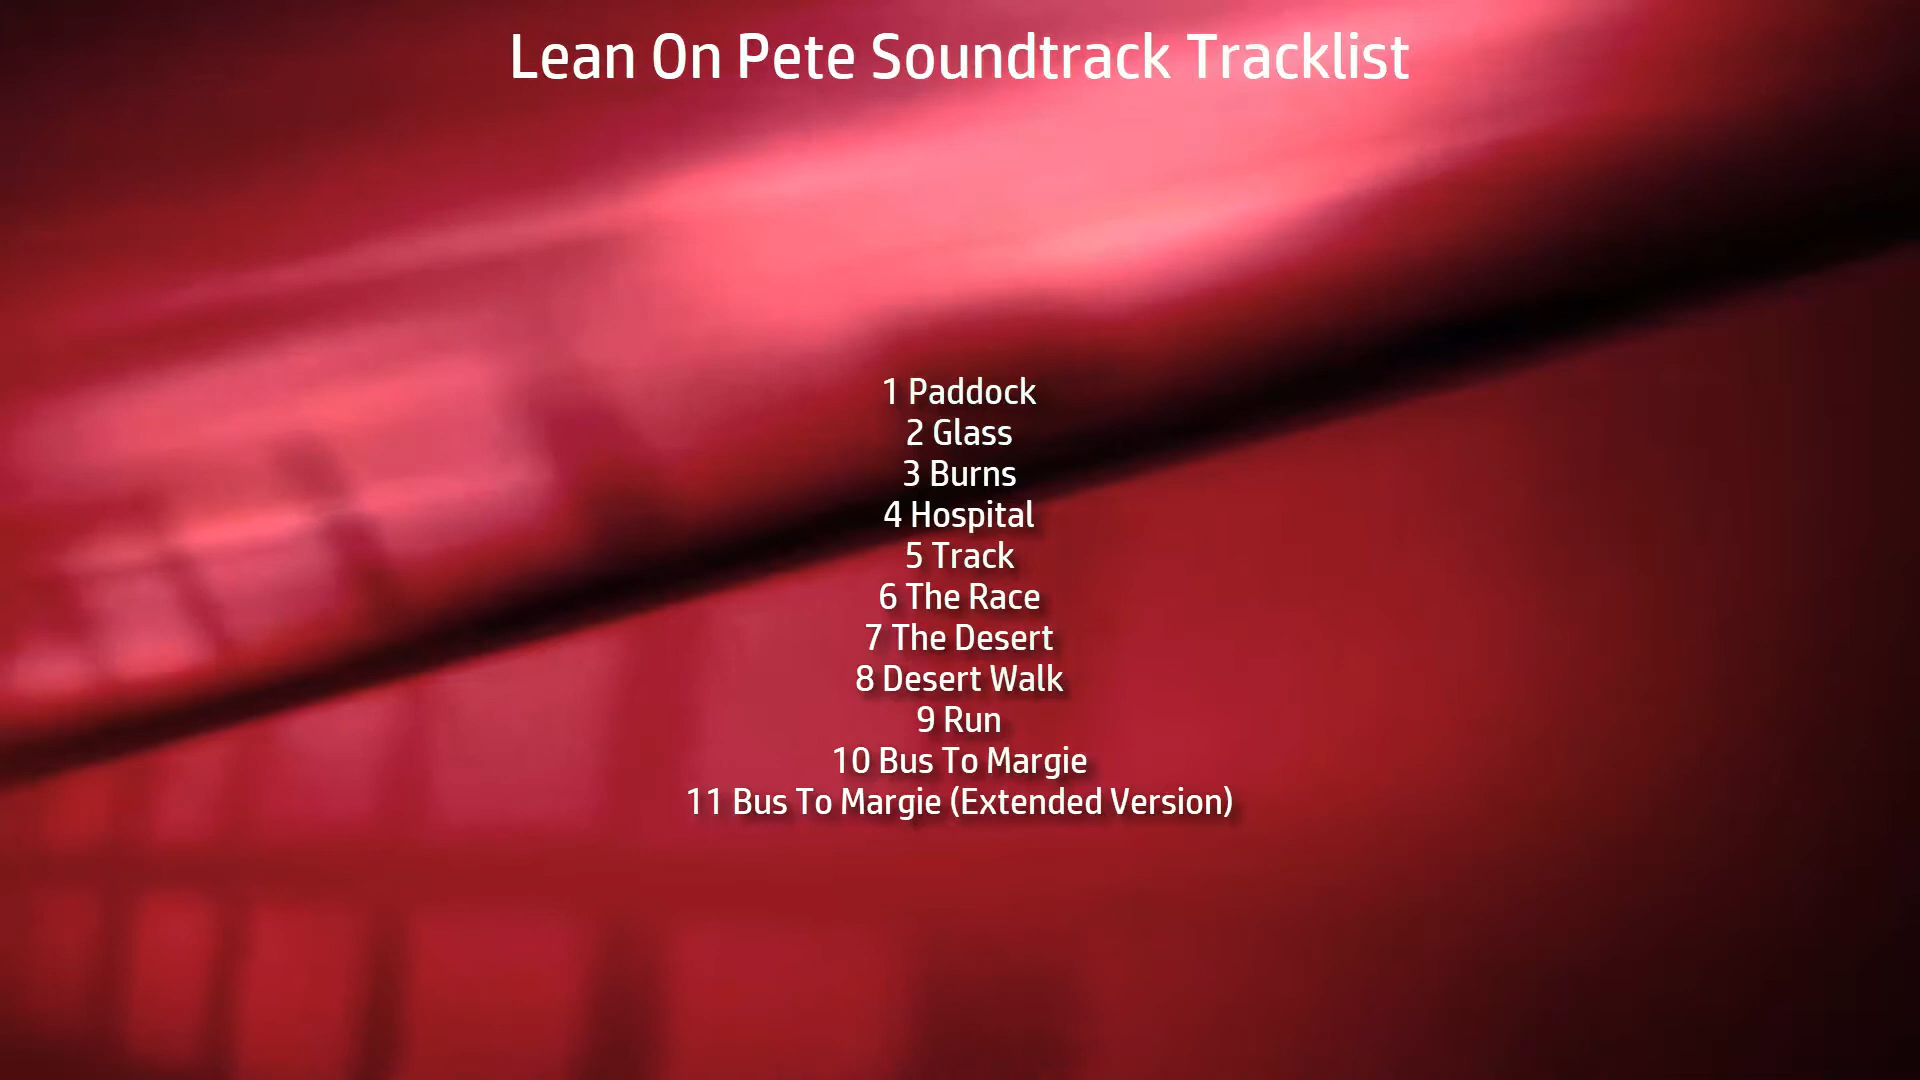 Lean On Pete Soundtrack Tracklist
1 Paddock
2 Glass
3 Burns
4 Hospital
5 Track
6 The Race
7 The Desert
8 Desert Walk
9 Run
10 Bus To Margie
11 Bus To Margie (Extended Version)